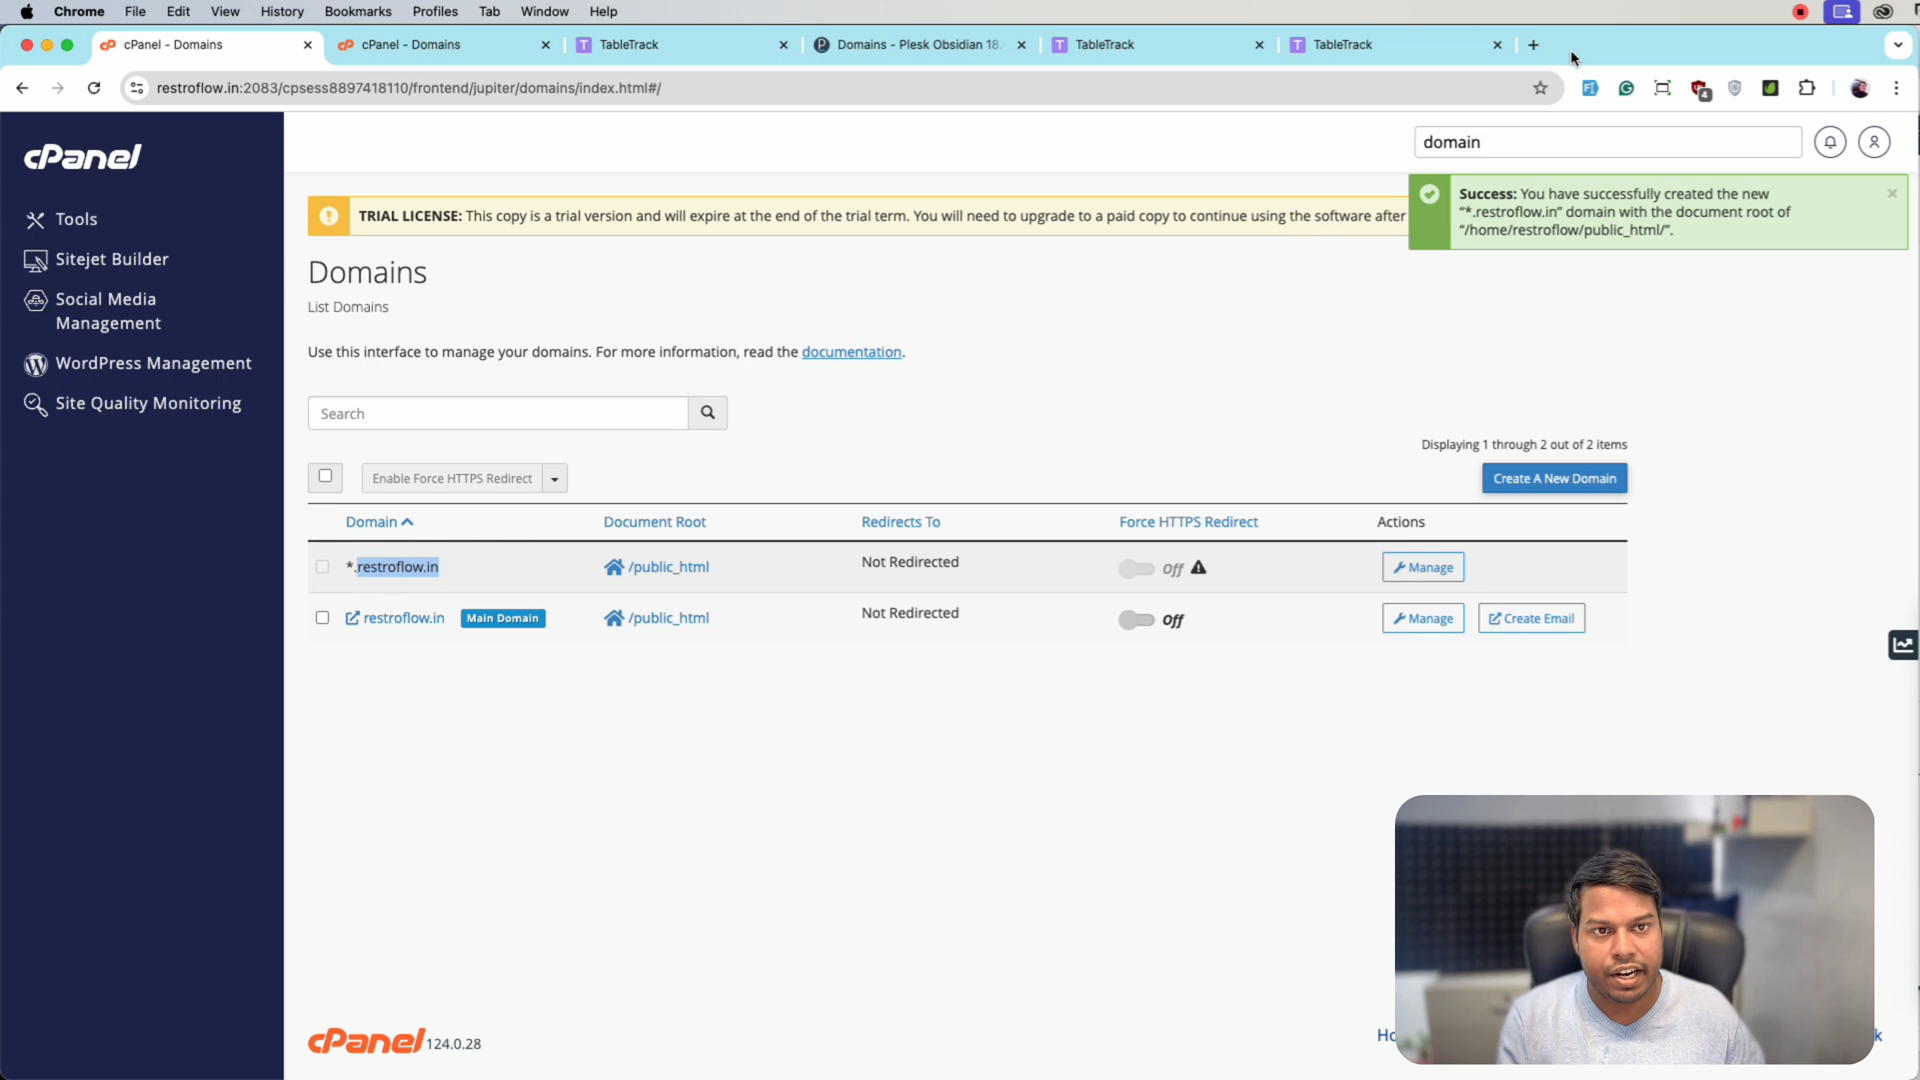 Chrome File Edit View History Bookmarks Profiles Tab Window Help
cPanel - Domains cPanel - Domains TableTrack Domains - Plesk Obsidian 18. TableTrack TableTrack
restroflow.in:2083/cpsess8897418110/frontend/jupiter/domains/index.html#/
4
cPanel
domain
Tools
Sitejet Builder
Social Media
Management
WordPress Management
Site Quality Monitoring
TRIAL LICENSE: This copy is a trial version and will expire at the end of the trial term. You will need to upgrade to a paid copy to continue using the software after
Success: You have successfully created the new
"*.restroflow.in" domain with the document root of
"/home/restroflow/public_html/".
Domains
List Domains
Use this interface to manage your domains. For more information, read the documentation.
Search
Displaying 1 through 2 out of 2 items
Enable Force HTTPS Redirect
Create A New Domain
Domain Document Root Redirects To Force HTTPS Redirect Actions
*.restroflow.in /public_html Not Redirected Off Manage
restroflow.in Main Domain /public_html Not Redirected Off Manage Create Email
cPanel 124.0.28